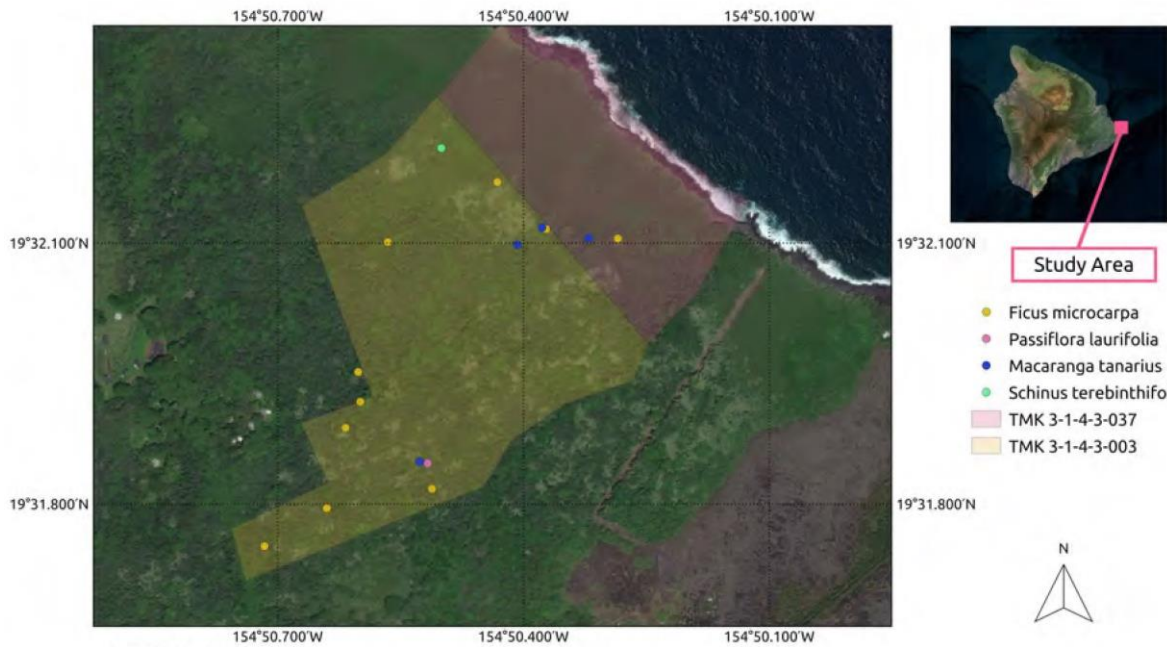 154°50.700'W 154°50.400'W 154°50.100'W
19°32.100'N 19°32.100'N
Study Area
Ficus microcarpa
Passiflora laurifolia
Macaranga tanarius
Schinus terebinthifo
TMK 3-1-4-3-037
TMK 3-1-4-3-003
19°31.800'N 19°31.800'N
N
154°50.700'W 154°50.400'W 154°50.100'W